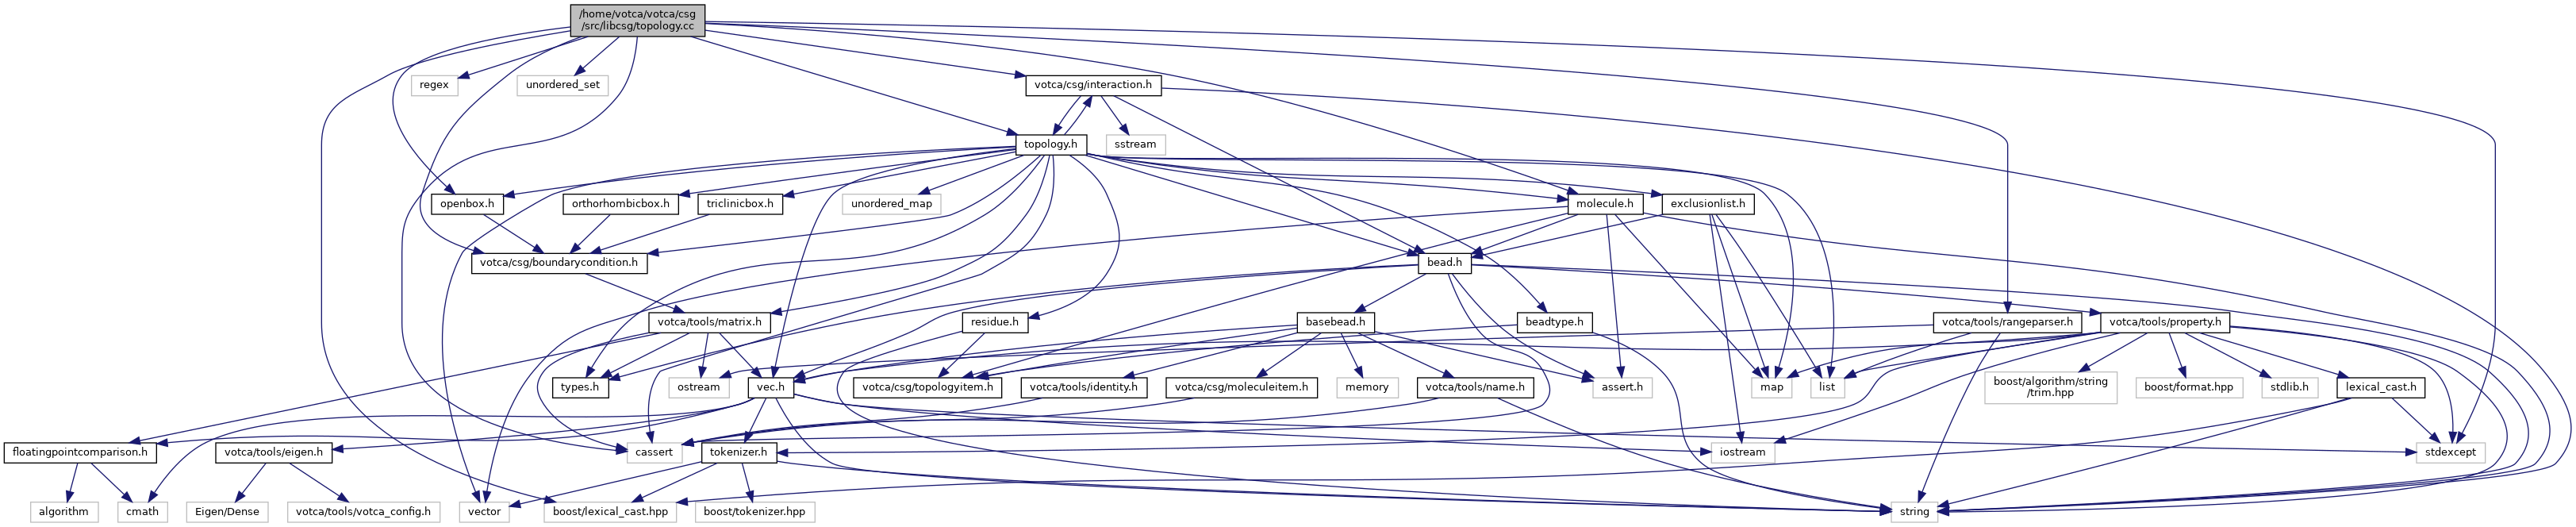 /home/votca/votca/csg
/src/libcsg/topology.cc
regex
unordered_set
votca/csg/interaction.h
topology.h
sstream
openbox.h
orthorhombicbox.h
triclinicbox.h
unordered_map
molecule.h
exclusionlist.h
votca/csg/boundarycondition.h
bead.h
votca/tools/matrix.h
residue.h
basebead.h
beadtype.h
votca/tools/rangeparser.h
votca/tools/property.h
types.h
ostream
vec.h
votca/csg/topologyitem.h
votca/tools/identity.h
votca/csg/moleculeitem.h
memory
votca/tools/name.h
assert.h
map
list
boost/algorithm/string
/trim.hpp
boost/format.hpp
stdlib.h
lexical_cast.h
floatingpointcomparison.h
votca/tools/eigen.h
cassert
tokenizer.h
iostream
stdexcept
algorithm
cmath
Eigen/Dense
votca/tools/votca_config.h
vector
boost/lexical_cast.hpp
boost/tokenizer.hpp
string